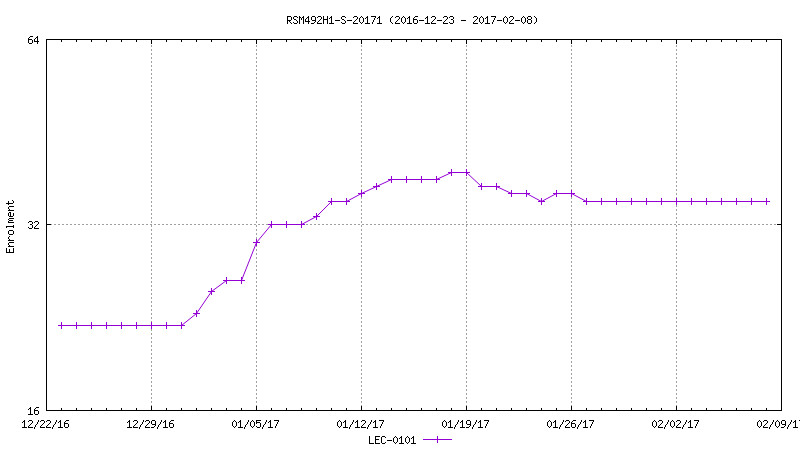 RSM492H1-S-20171 (2016-12-23 - 2017-02-08)
64
Enrolment
32
16
12/22/16 12/29/16 01/05/17 01/12/17 01/19/17 01/26/17 02/02/17 02/09/1
LEC-0101